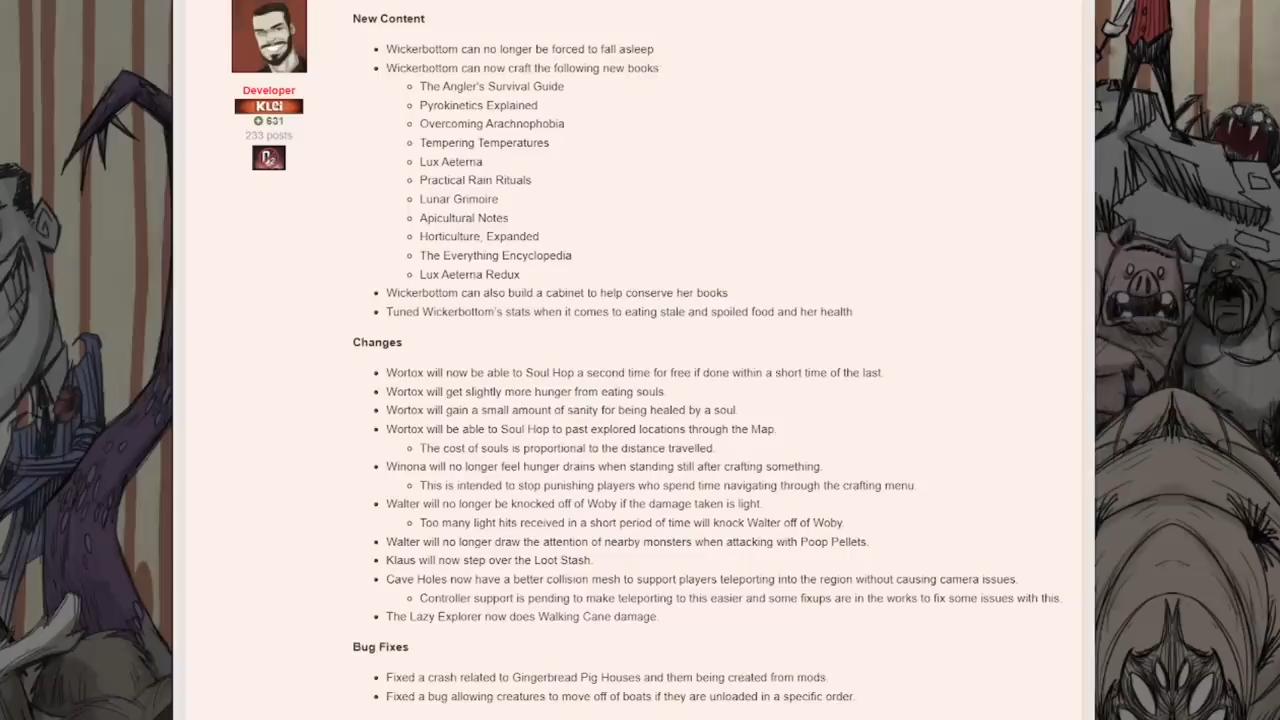 New Content
Wickerbottom can no longer be forced to fall asleep
Wickerbottom can now craft the following new books
The Angler's Survival Guide
Developer
Pyrokinetics Explained
KLei
631
Overcoming Arachnophobia
233 posts
Tempering Temperatures
Lux Aeterna
Practical Rain Rituals
Lunar Grimoire
Apicultural Notes
Horticulture, Expanded
The Everything Encyclopedia
Lux Aeterna Redux
Wickerbottom can also build a cabinet to help conserve her books
Tuned Wickerbottom's stats when it comes to eating stale and spoiled food and her health
Changes
Wortox will now be able to Soul Hop a second time for free if done within a short time of the last.
Wortox will get slightly more hunger from eating souls.
Wortox will gain a small amount of sanity for being healed by a soul.
Wortox will be able to Soul Hop to past explored locations through the Map.
The cost of souls is proportional to the distance travelled.
Winona will no longer feel hunger drains when standing still after crafting something.
This is intended to stop punishing players who spend time navigating through the crafting menu.
Walter will no longer be knocked off of Woby if the damage taken is light.
Too many light hits received in a short period of time will knock Walter off of Woby.
Walter will no longer draw the attention of nearby monsters when attacking with Poop Pellets.
Klaus will now step over the Loot Stash.
Cave Holes now have a better collision mesh to support players teleporting into the region without causing camera issues.
Controller support is pending to make teleporting to this easier and some fixups are in the works to fix some issues with this.
The Lazy Explorer now does Walking Cane damage.
Bug Fixes
Fixed a crash related to Gingerbread Pig Houses and them being created from mods.
Fixed a bug allowing creatures to move off of boats if they are unloaded in a specific order.